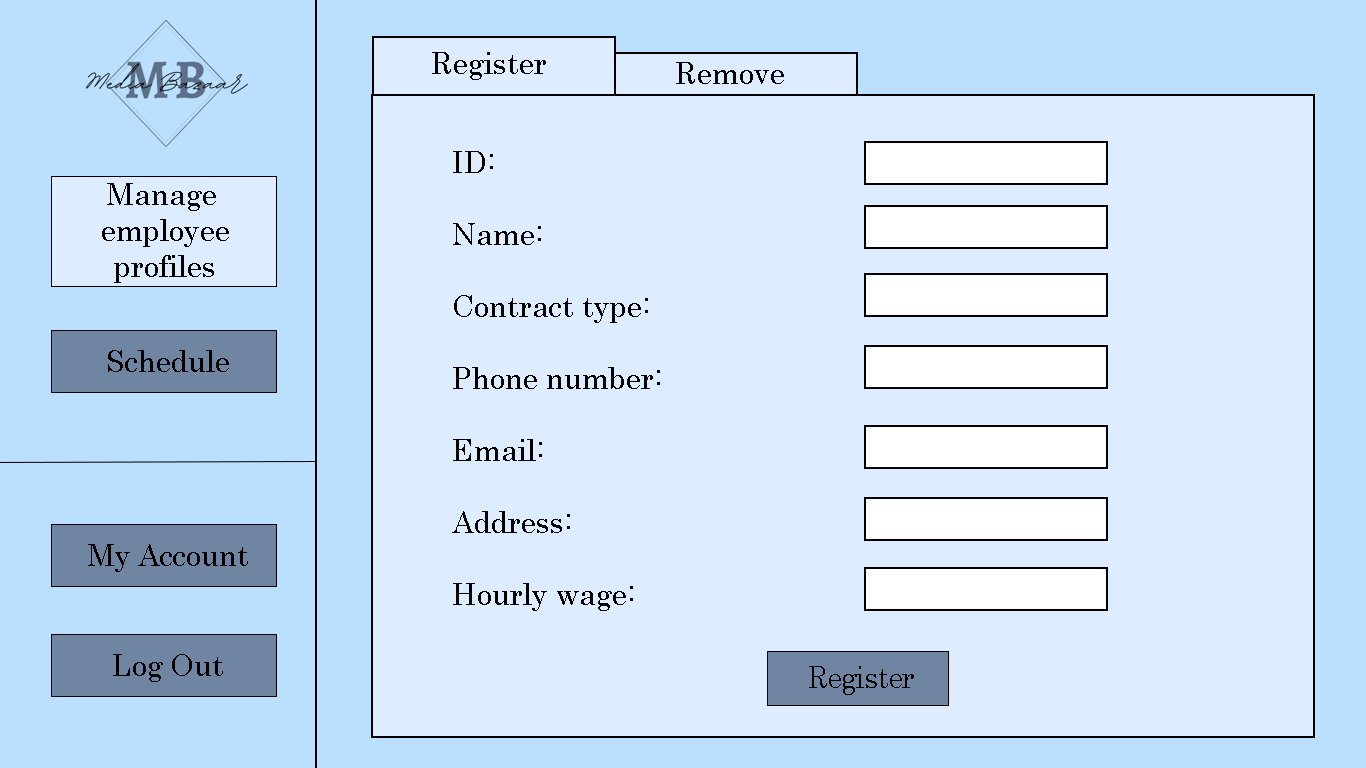 MB
Media Bazaar
Manage
employee
profiles
Schedule
My Account
Log Out
Register
Remove
ID:
Name:
Contract type:
Phone number:
Email:
Address:
Hourly wage:
Register